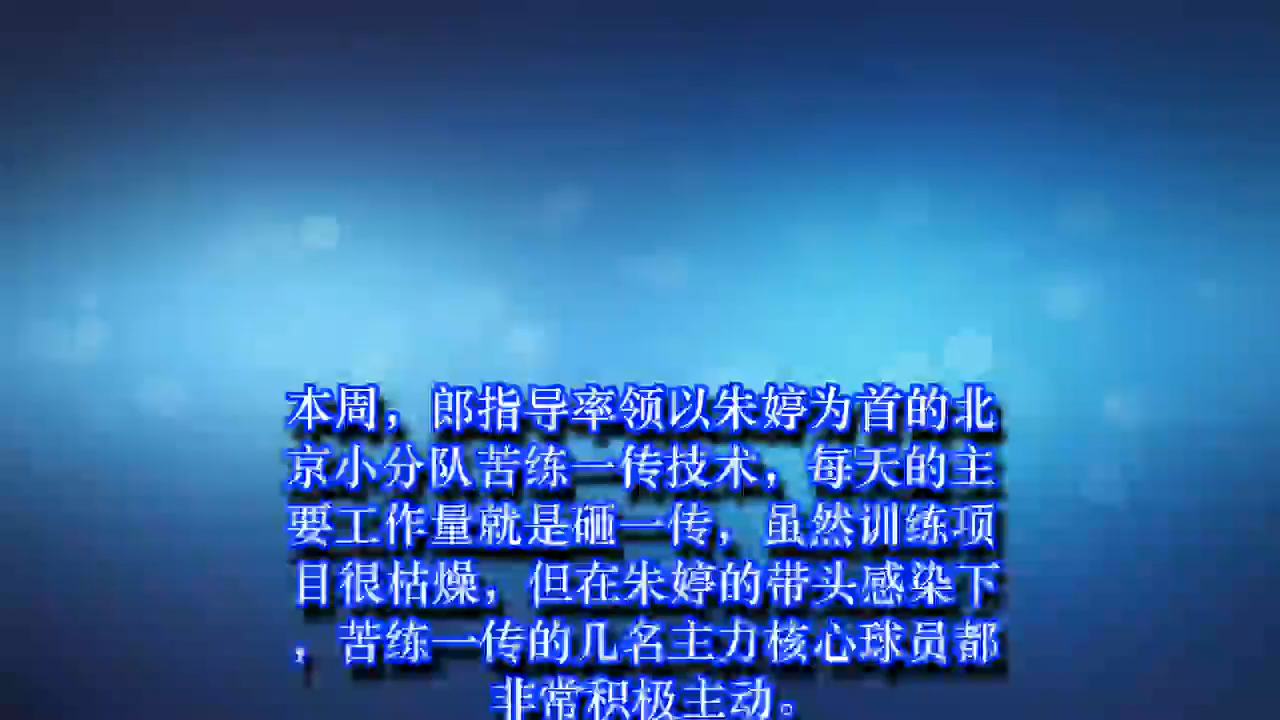 本周，郎指导率领以朱婷为首的北
京小分队苦练一传技术，每天的主
要工作量就是砸一传，虽然训练项
目很枯燥，但在朱婷的带头感染下
，苦练一传的几名主力核心球员都
非常积极主动。